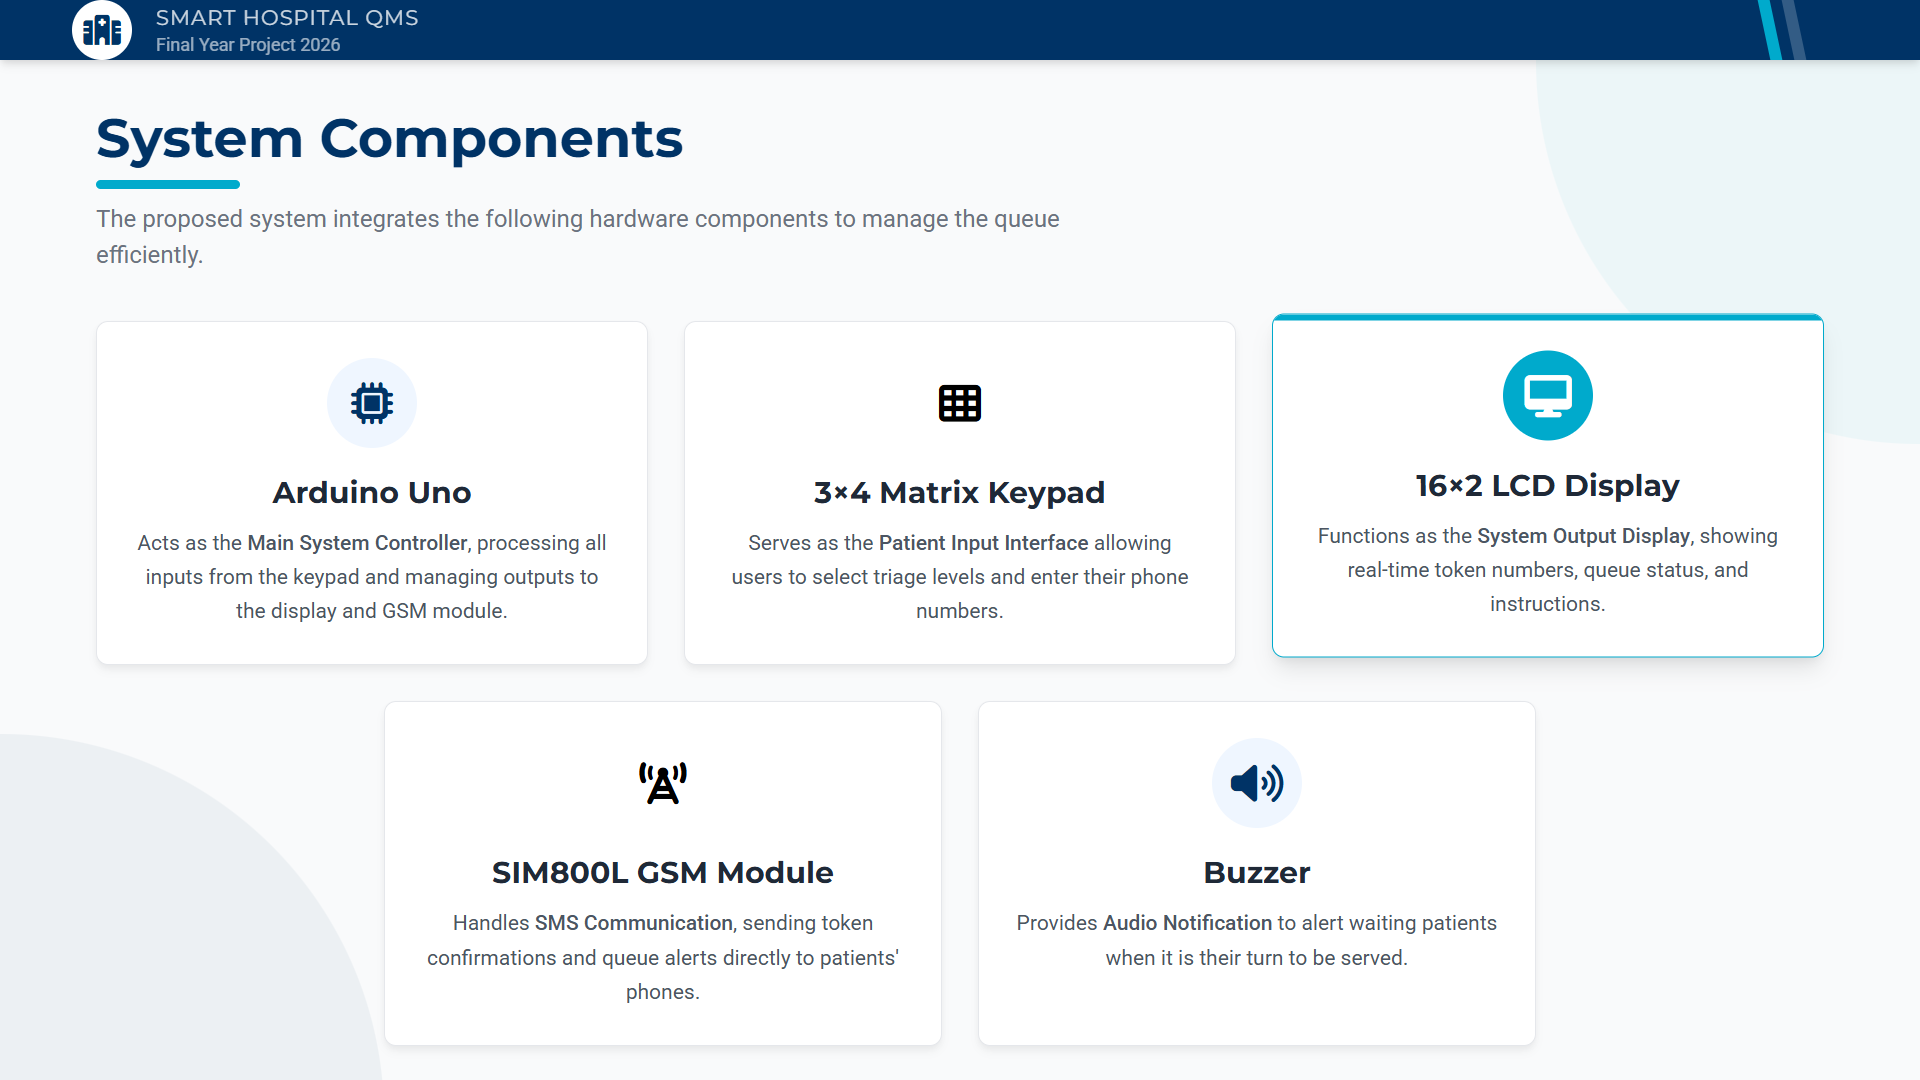 SMART HOSPITAL QMS
Final Year Project 2026
System Components
The proposed system integrates the following hardware components to manage the queue
efficiently.
Arduino Uno
Acts as the Main System Controller, processing all
inputs from the keypad and managing outputs to
the display and GSM module.
3×4 Matrix Keypad
Serves as the Patient Input Interface allowing
users to select triage levels and enter their phone
numbers.
16×2 LCD Display
Functions as the System Output Display, showing
real-time token numbers, queue status, and
instructions.
SIM800L GSM Module
Handles SMS Communication, sending token
confirmations and queue alerts directly to patients'
phones.
Buzzer
Provides Audio Notification to alert waiting patients
when it is their turn to be served.